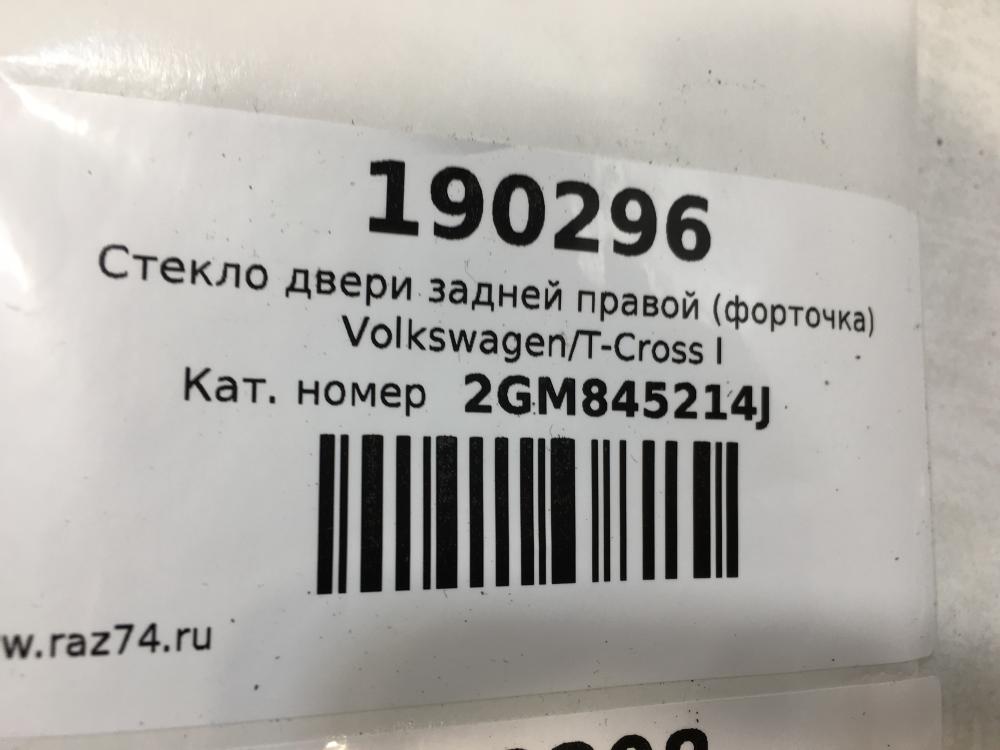 190296
Стекло двери задней правой (форточка)
Volkswagen/T-Cross I
Кат. номер 2GM845214J
w.raz74.ru